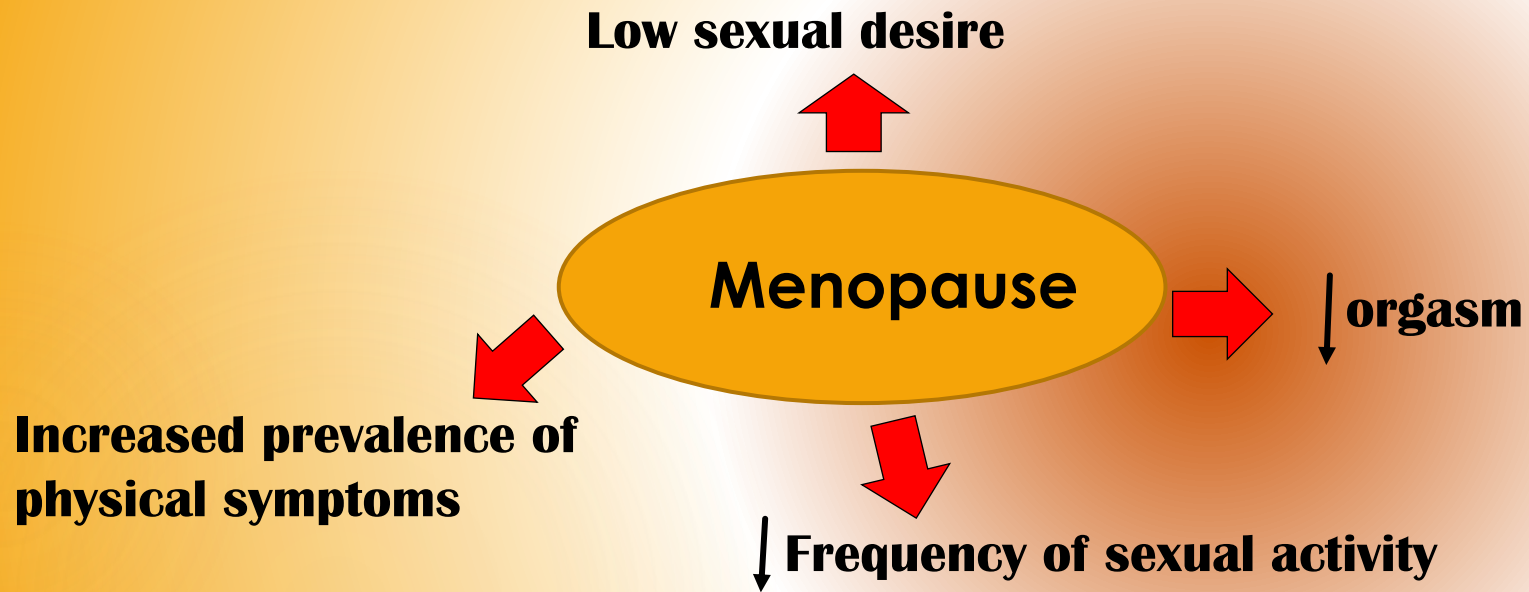 Low sexual desire
Menopause
orgasm
Increased prevalence of
physical symptoms
Frequency of sexual activity